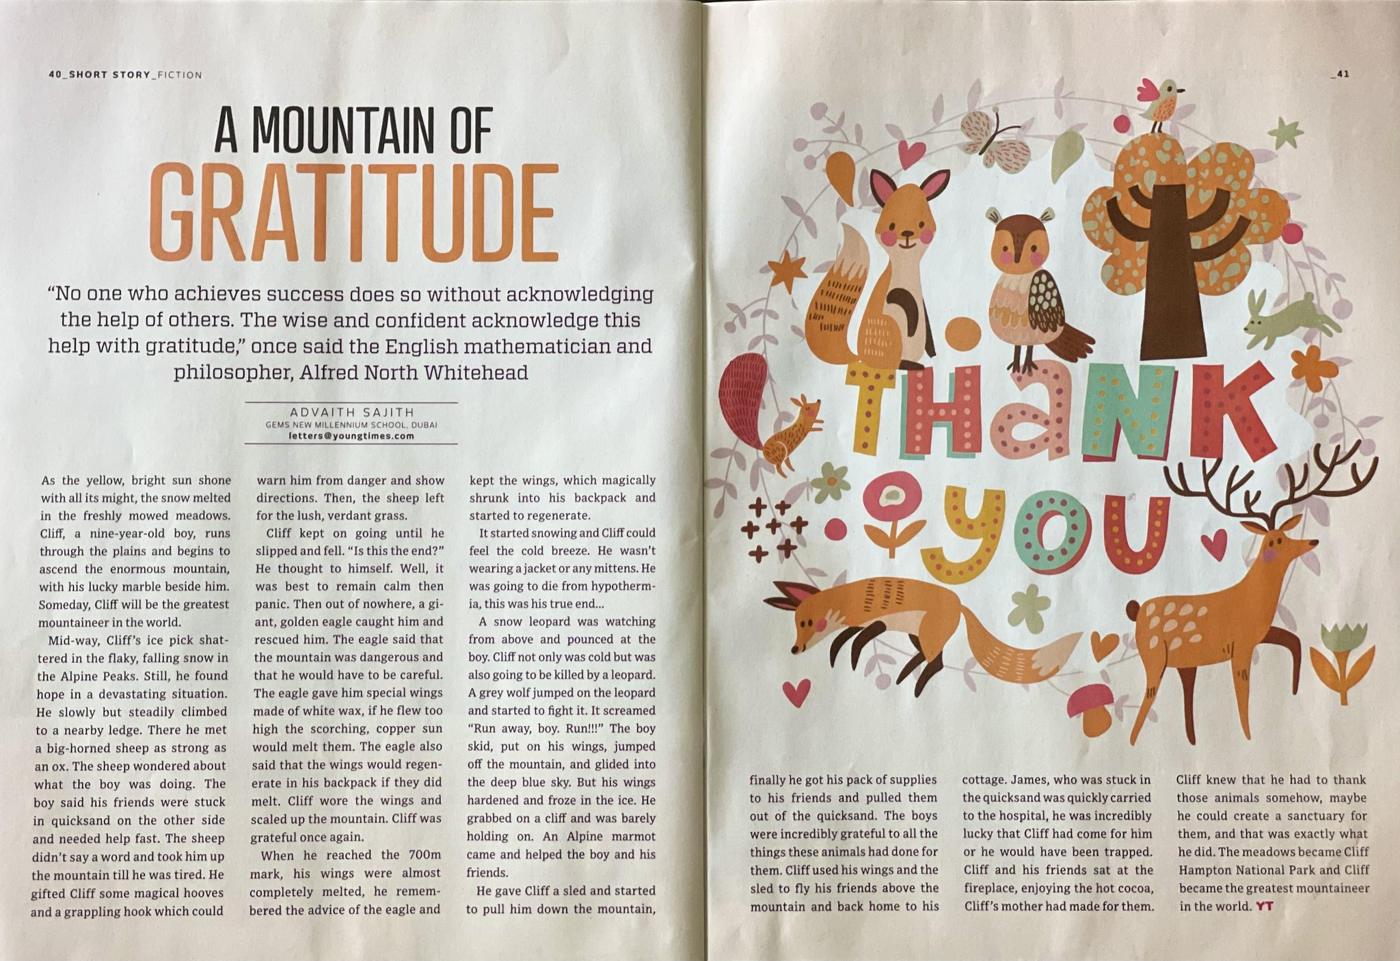 40_SHORT STORY_FICTION
A MOUNTAIN OF
GRATITUDE
“No one who achieves success does so without acknowledging
the help of others. The wise and confident acknowledge this
help with gratitude,” once said the English mathematician and
philosopher, Alfred North Whitehead
ADVAITH SAJITH
GEMS NEW MILLENNIUM SCHOOL, DUBAI
letters@youngtimes.com
As the yellow, bright sun shone
with all its might, the snow melted
in the freshly mowed meadows.
Cliff, a nine-year-old boy, runs
through the plains and begins to
ascend the enormous mountain,
with his lucky marble beside him.
Someday, Cliff will be the greatest
mountaineer in the world.
Mid-way, Cliff’s ice pick shat-
tered in the flaky, falling snow in
the Alpine Peaks. Still, he found
hope in a devastating situation.
He slowly but steadily climbed
to a nearby ledge. There he met
a big-horned sheep as strong as
an ox. The sheep wondered about
what the boy was doing. The
boy said his friends were stuck
in quicksand on the other side
and needed help fast. The sheep
didn’t say a word and took him up
the mountain till he was tired. He
gifted Cliff some magical hooves
and a grappling hook which could
warn him from danger and show
directions. Then, the sheep left
for the lush, verdant grass.
Cliff kept on going until he
slipped and fell. “Is this the end?”
He thought to himself. Well, it
was best to remain calm then
panic. Then out of nowhere, a gi-
ant, golden eagle caught him and
rescued him. The eagle said that
the mountain was dangerous and
that he would have to be careful.
The eagle gave him special wings
made of white wax, if he flew too
high the scorching, copper sun
would melt them. The eagle also
said that the wings would regen-
erate in his backpack if they did
melt. Cliff wore the wings and
scaled up the mountain. Cliff was
grateful once again.
When he reached the 700m
mark, his wings were almost
completely melted, he remem-
bered the advice of the eagle and
kept the wings, which magically
shrunk into his backpack and
started to regenerate.
It started snowing and Cliff could
feel the cold breeze. He wasn’t
wearing a jacket or any mittens. He
was going to die from hypotherm-
ia, this was his true end...
A snow leopard was watching
from above and pounced at the
boy. Cliff not only was cold but was
also going to be killed by a leopard.
A grey wolf jumped on the leopard
and started to fight it. It screamed
“Run away, boy. Run!!!” The boy
skid, put on his wings, jumped
off the mountain, and glided into
the deep blue sky. But his wings
hardened and froze in the ice. He
grabbed on a cliff and was barely
holding on. An Alpine marmot
came and helped the boy and his
friends.
He gave Cliff a sled and started
to pull him down the mountain,
_41
THaNK
YOU
finally he got his pack of supplies
to his friends and pulled them
out of the quicksand. The boys
were incredibly grateful to all the
things these animals had done for
them. Cliff used his wings and the
sled to fly his friends above the
mountain and back home to his
cottage. James, who was stuck in
the quicksand was quickly carried
to the hospital, he was incredibly
lucky that Cliff had come for him
or he would have been trapped.
Cliff and his friends sat at the
fireplace, enjoying the hot cocoa,
Cliff’s mother had made for them.
Cliff knew that he had to thank
those animals somehow, maybe
he could create a sanctuary for
them, and that was exactly what
he did. The meadows became Cliff
Hampton National Park and Cliff
became the greatest mountaineer
in the world. YT